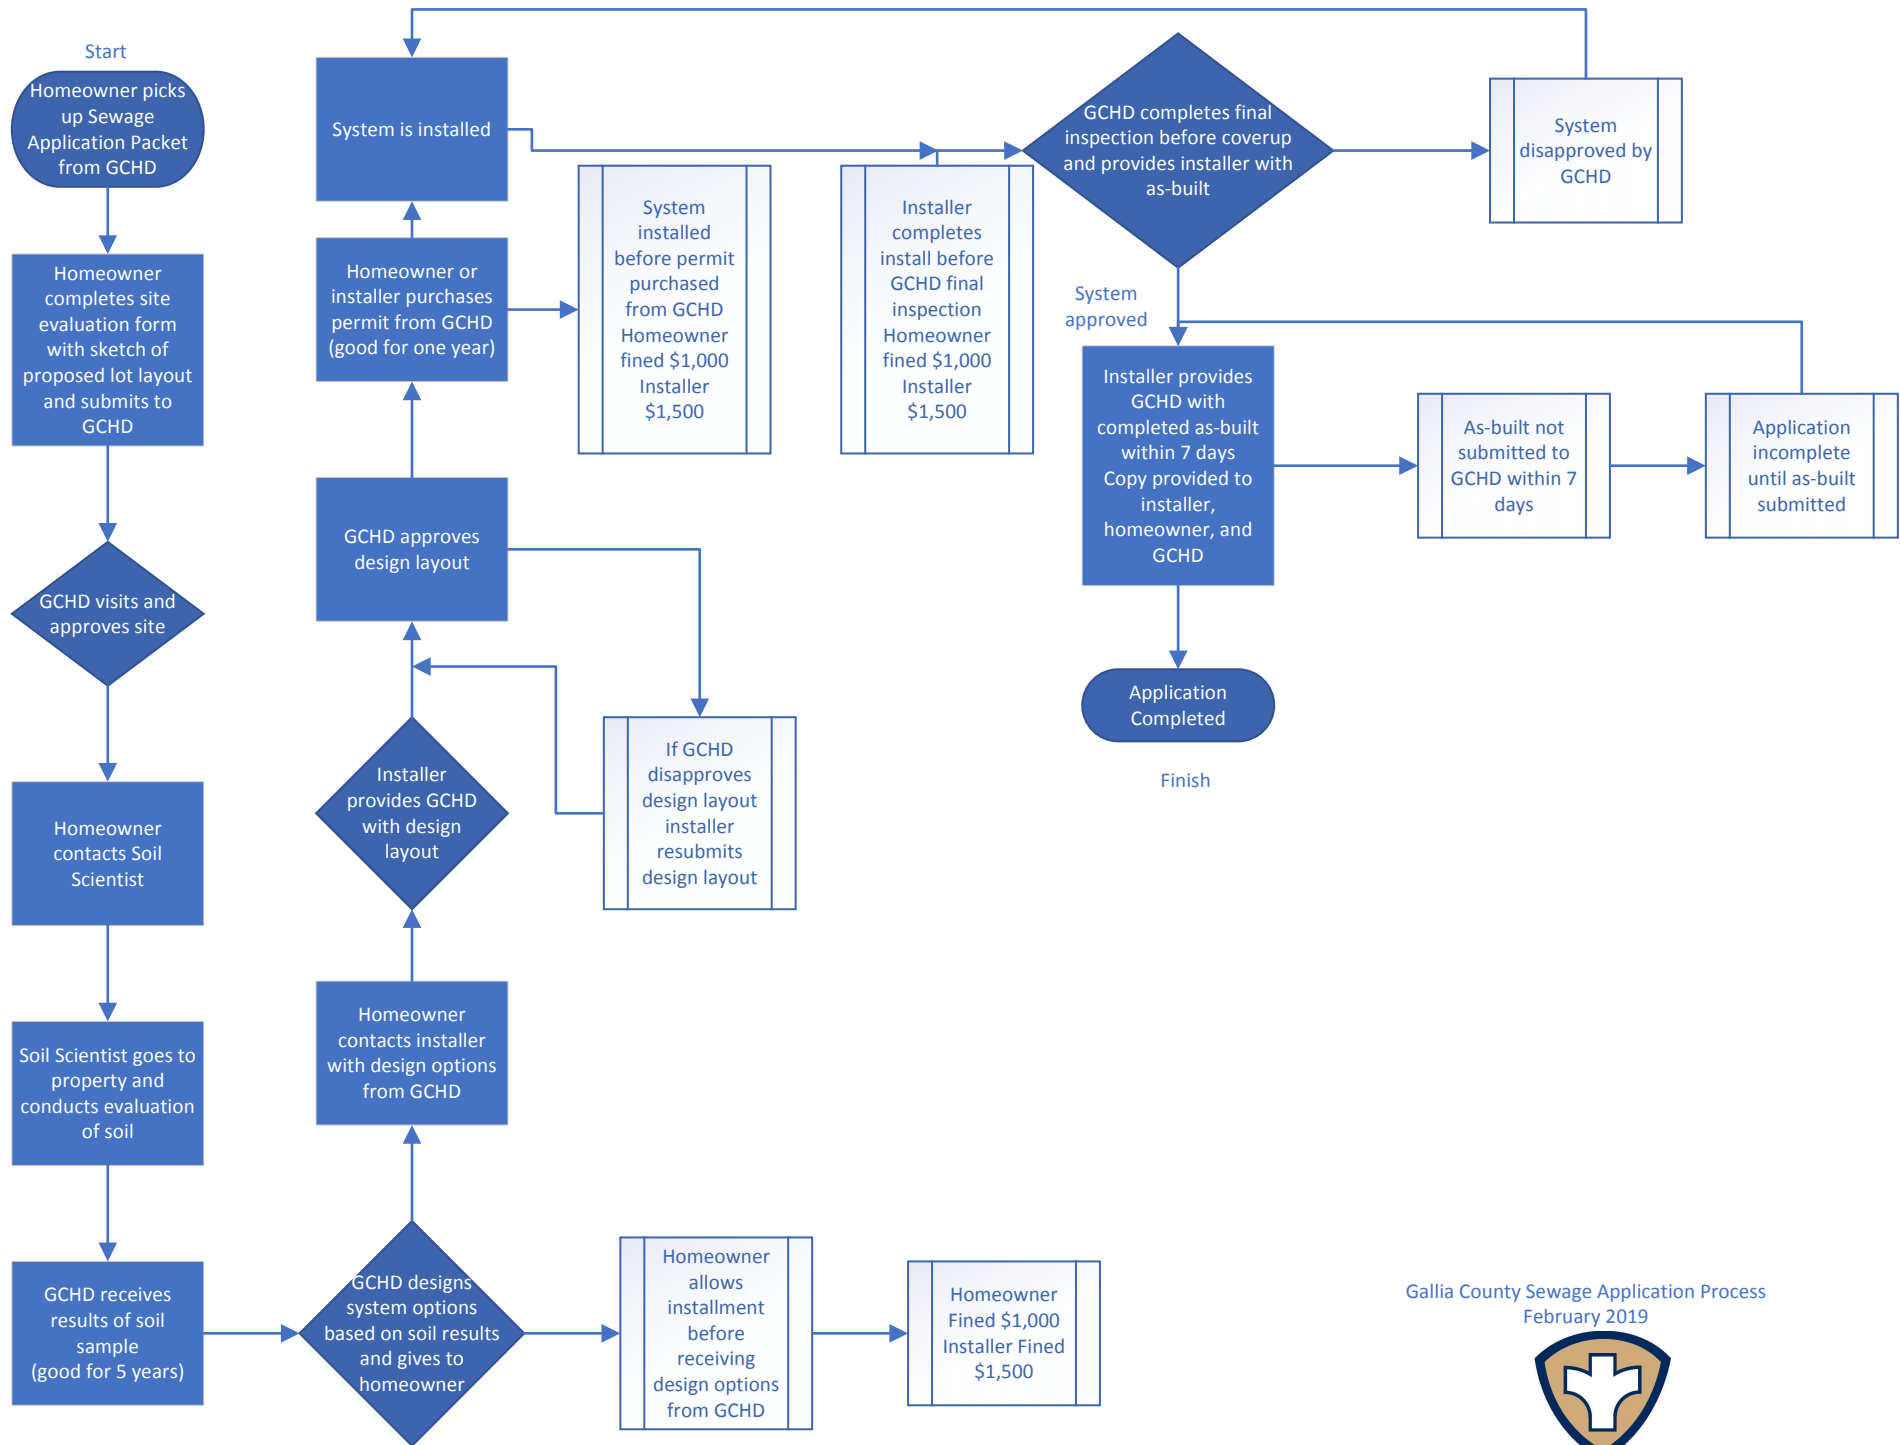 Start
Homeowner picks
up Sewage
Application Packet
from GCHD
Homeowner
completes site
evaluation form
with sketch of
proposed lot layout
and submits to
GCHD
GCHD visits and
approves site
Homeowner
contacts Soil
Scientist
Soil Scientist goes to
property and
conducts evaluation
of soil
GCHD receives
results of soil
sample
(good for 5 years)
GCHD designs
system options
based on soil results
and gives to
homeowner
Homeowner
allows
installment
before
receiving
design options
from GCHD
Homeowner
Fined $1,000
Installer Fined
$1,500
Homeowner
contacts installer
with design options
from GCHD
Installer
provides GCHD
with design
layout
GCHD approves
design layout
If GCHD
disapproves
design layout
installer
resubmits
design layout
Homeowner or
installer purchases
permit from GCHD
(good for one year)
System
installed
before permit
purchased
from GCHD
Homeowner
fined $1,000
Installer
$1,500
System is installed
Installer
completes
install before
GCHD final
inspection
Homeowner
fined $1,000
Installer
$1,500
GCHD completes final
inspection before coverup
and provides installer with
as-built
System
disapproved by
GCHD
System
approved
Installer provides
GCHD with
completed as-built
within 7 days
Copy provided to
installer,
homeowner, and
GCHD
As-built not
submitted to
GCHD within 7
days
Application
incomplete
until as-built
submitted
Application
Completed
Finish
Gallia County Sewage Application Process
February 2019